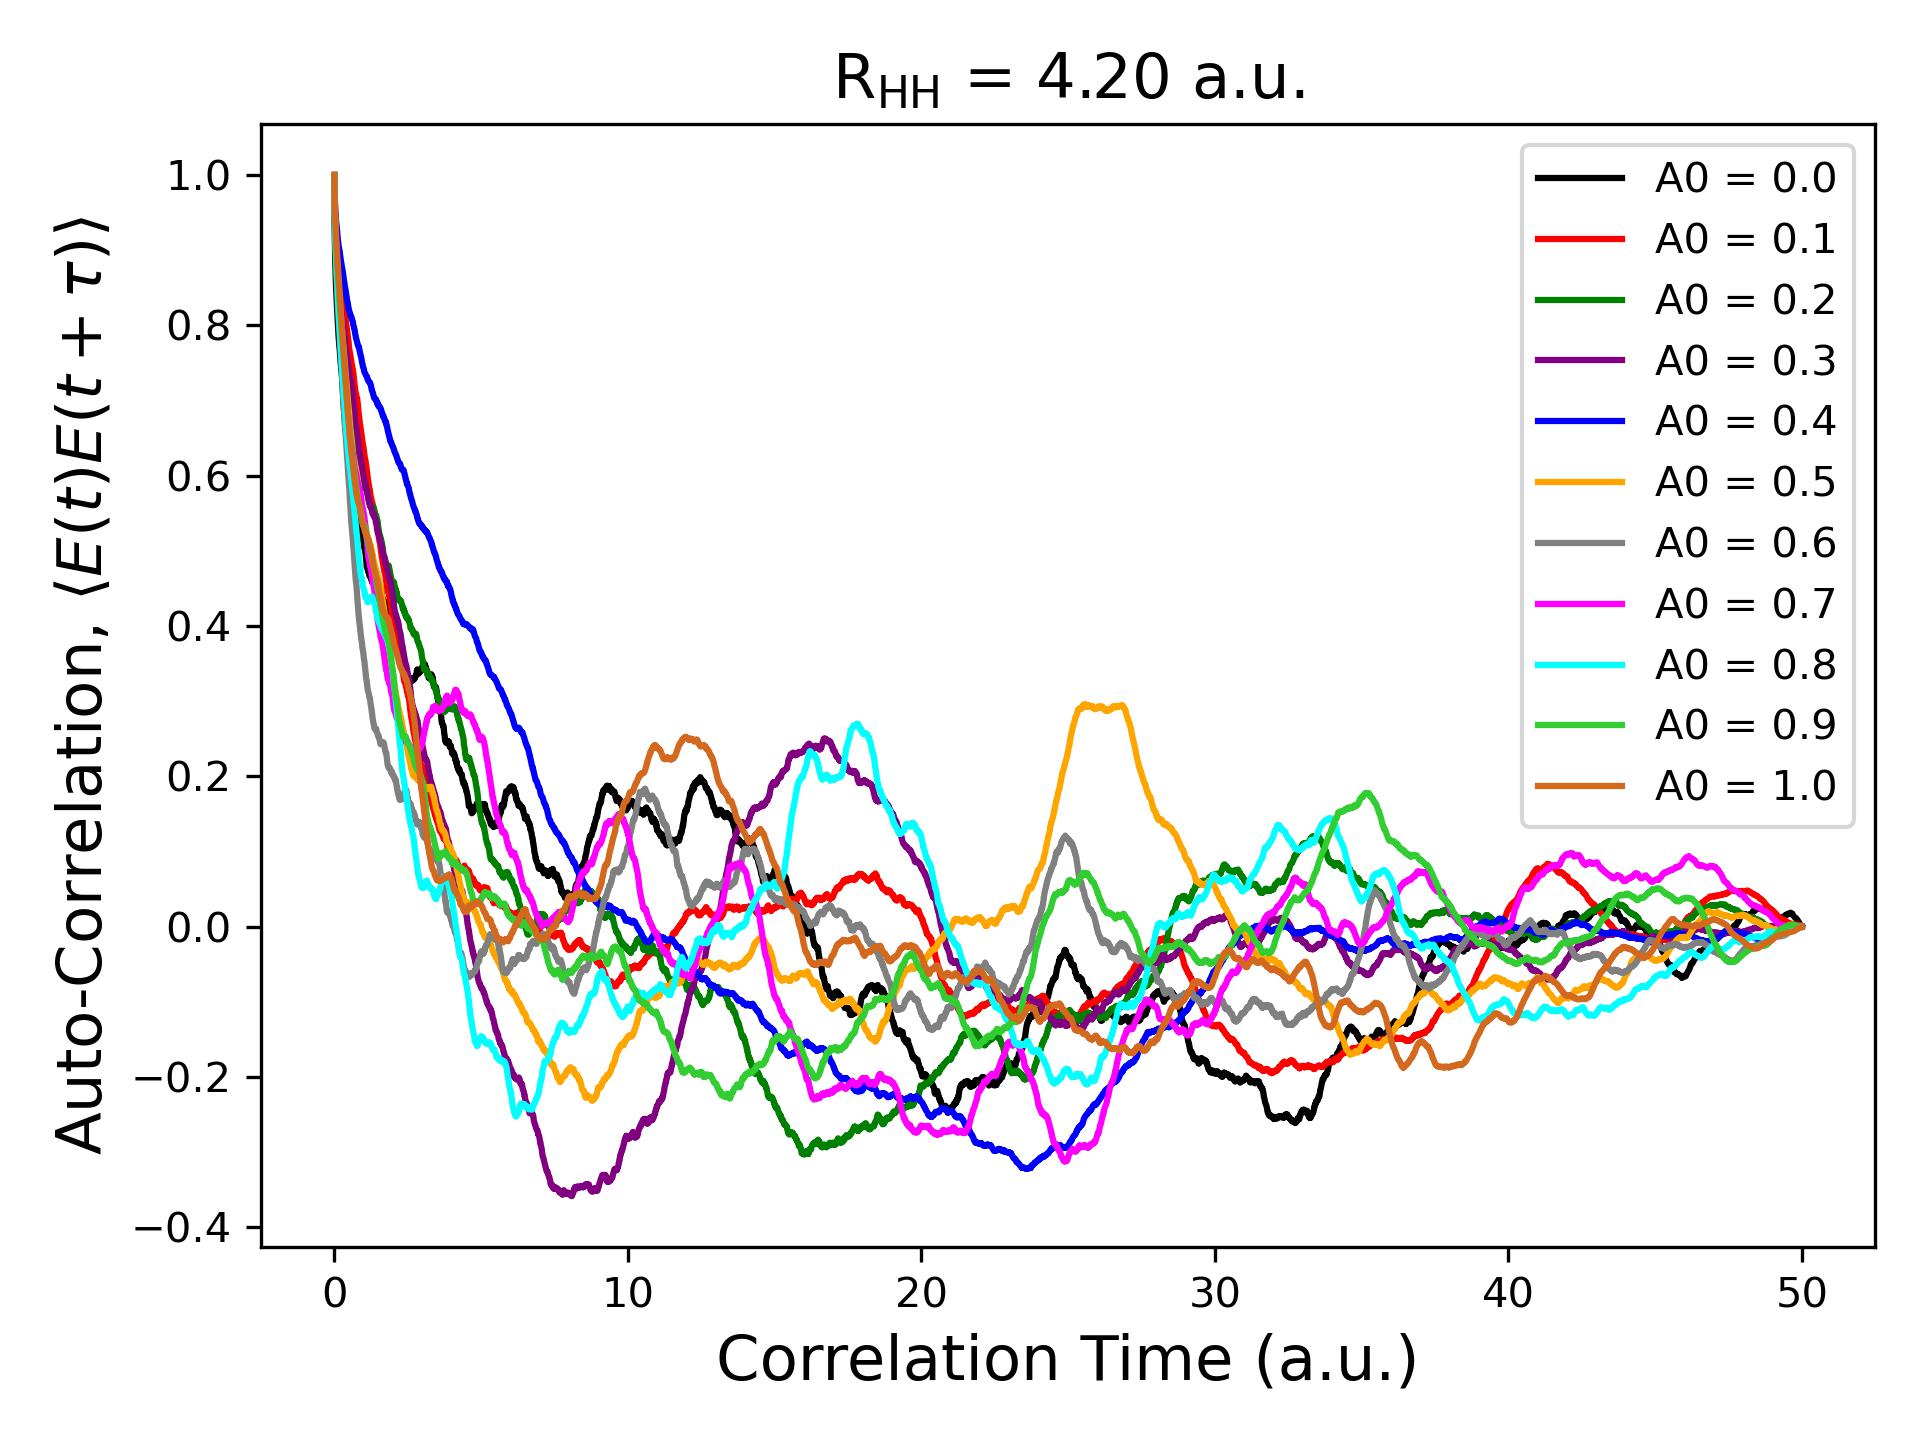 R_HH = 4.20 a.u.
Auto-Correlation, ⟨E(t)E(t + τ)⟩
1.0
0.8
0.6
0.4
0.2
0.0
−0.2
−0.4
A0 = 0.0
A0 = 0.1
A0 = 0.2
A0 = 0.3
A0 = 0.4
A0 = 0.5
A0 = 0.6
A0 = 0.7
A0 = 0.8
A0 = 0.9
A0 = 1.0
0 10 20 30 40 50
Correlation Time (a.u.)